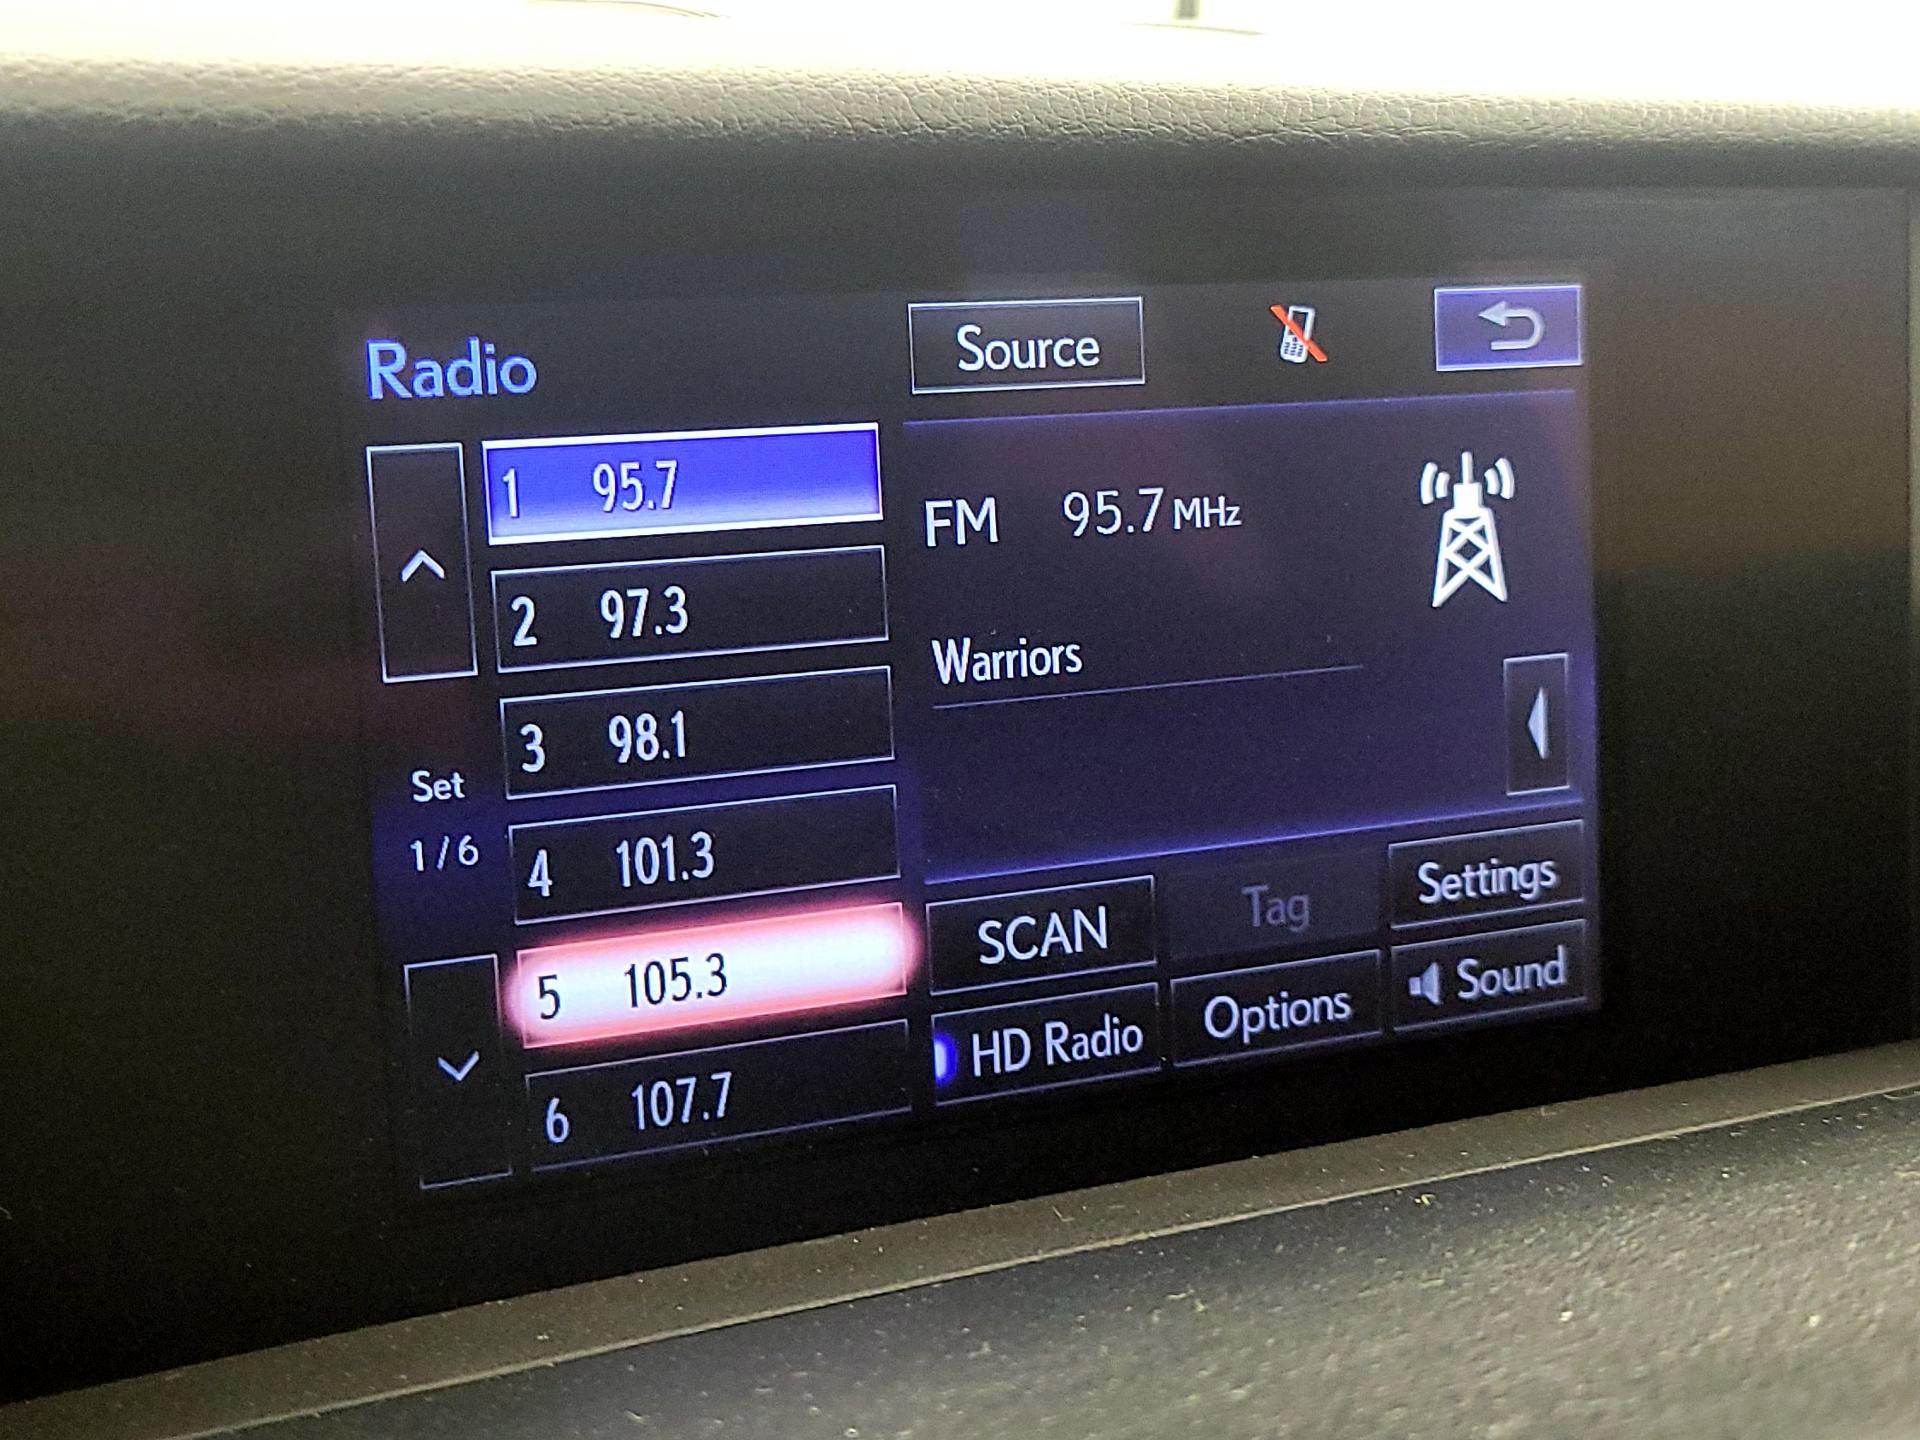 Radio
Source
1 95.7
2 97.3
3 98.1
4 101.3
5 105.3
6 107.7
Set
1/6
FM 95.7 MHz
Warriors
SCAN
Tag
Settings
HD Radio
Options
Sound